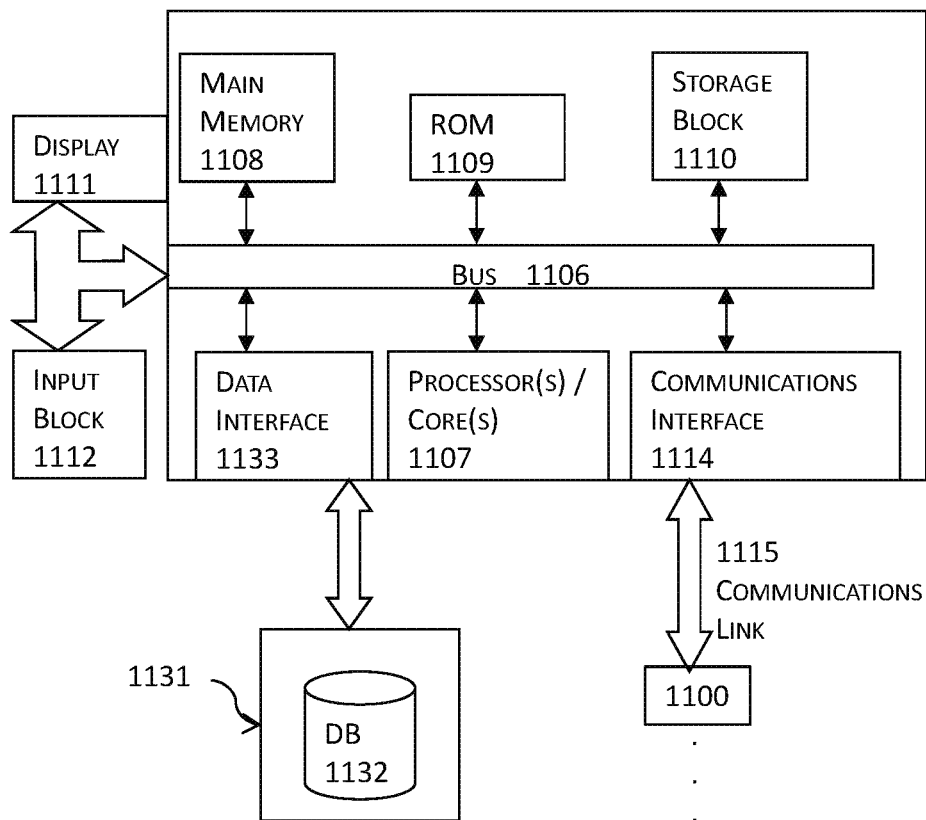 MAIN
MEMORY
1108
ROM
1109
STORAGE
BLOCK
1110
DISPLAY
1111
BUS 1106
INPUT
BLOCK
1112
DATA
INTERFACE
1133
PROCESSOR(S) /
CORE(S)
1107
COMMUNICATIONS
INTERFACE
1114
1115
COMMUNICATIONS
LINK
1131
DB
1132
1100
.
.
.